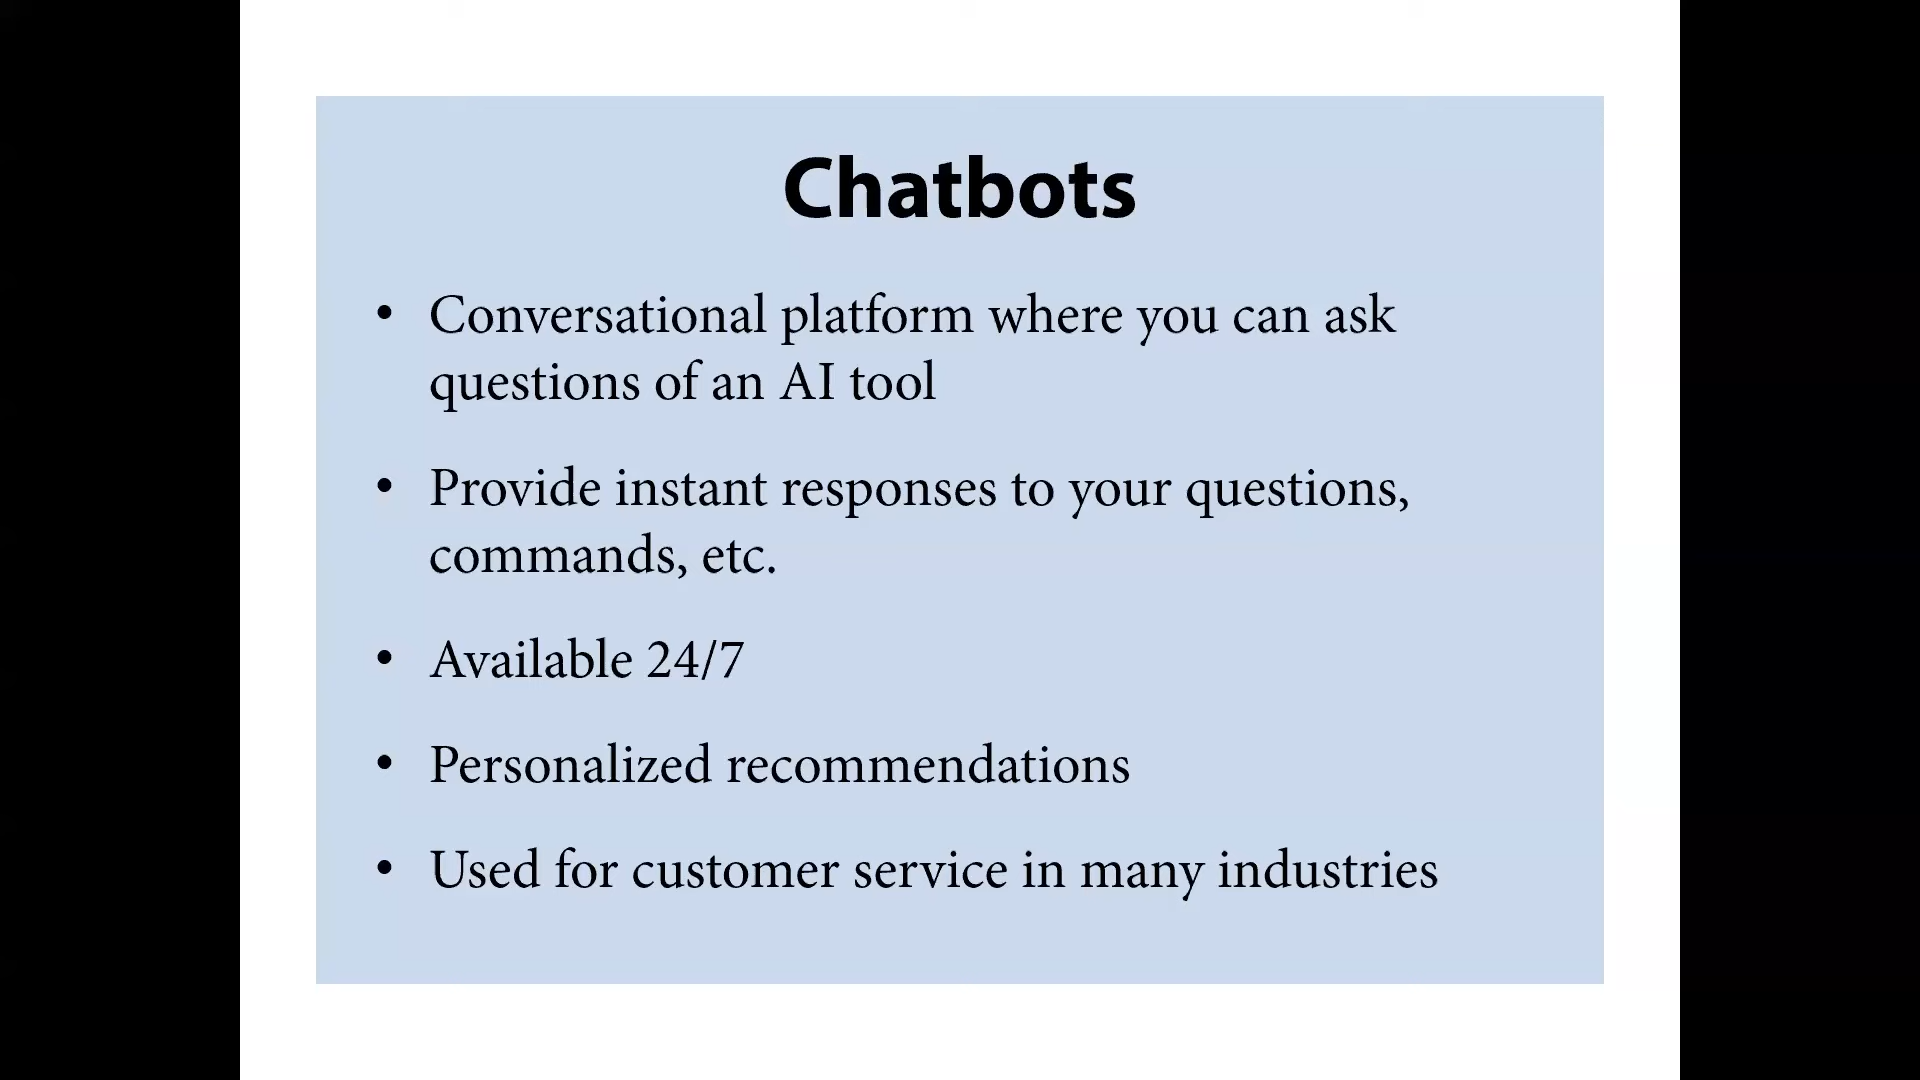 Chatbots
• Conversational platform where you can ask
questions of an AI tool
• Provide instant responses to your questions,
commands, etc.
• Available 24/7
• Personalized recommendations
• Used for customer service in many industries